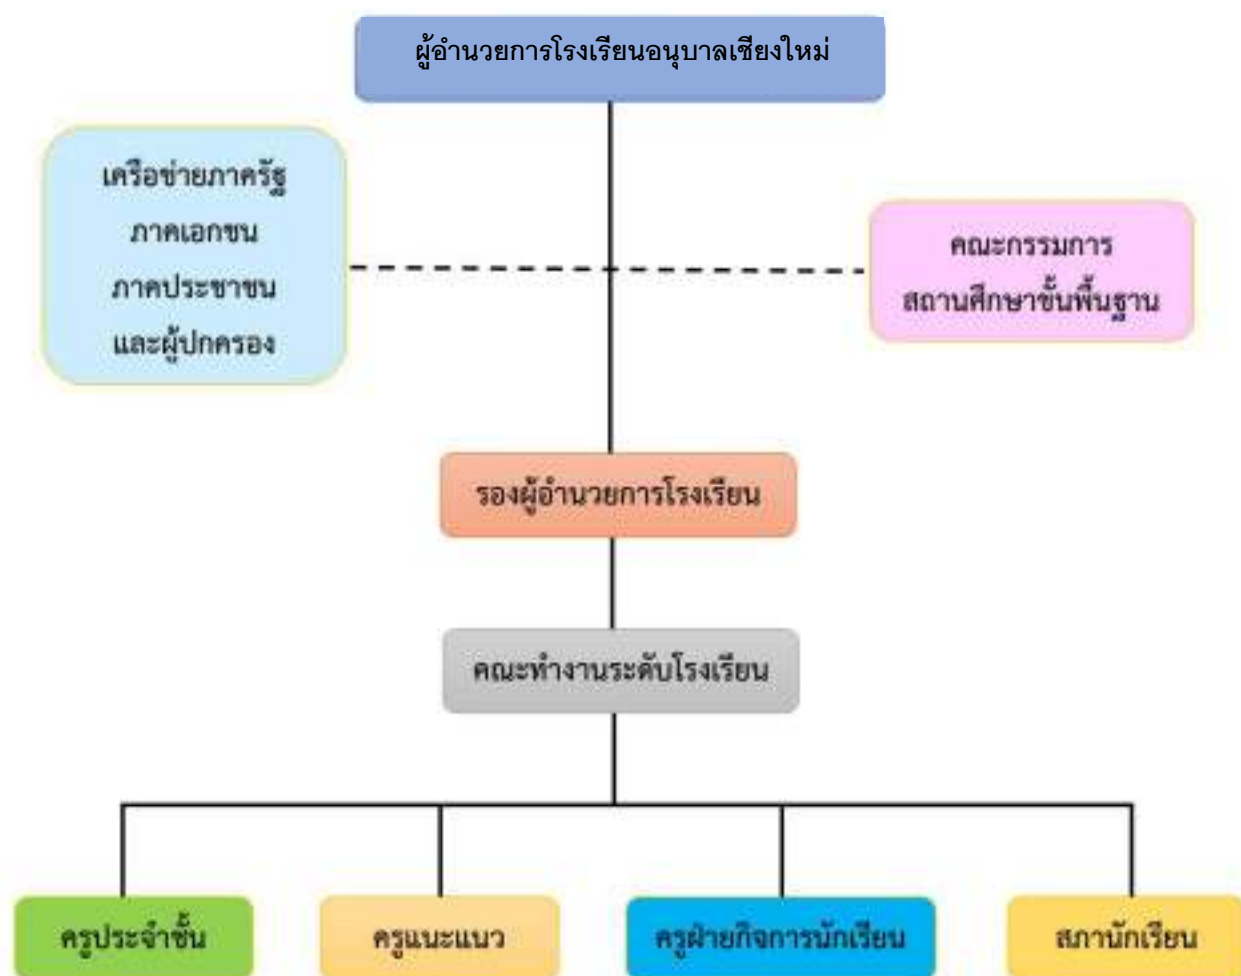 ผู้อำนวยการโรงเรียนอนุบาลเชียงใหม่
เครือข่ายภาครัฐ
ภาคเอกชน
ภาคประชาชน
และผู้ปกครอง
คณะกรรมการ
สถานศึกษาขั้นพื้นฐาน
รองผู้อำนวยการโรงเรียน
คณะทำงานระดับโรงเรียน
ครูประจำชั้น
ครูแนะแนว
ครูฝ่ายกิจการนักเรียน
สภานักเรียน